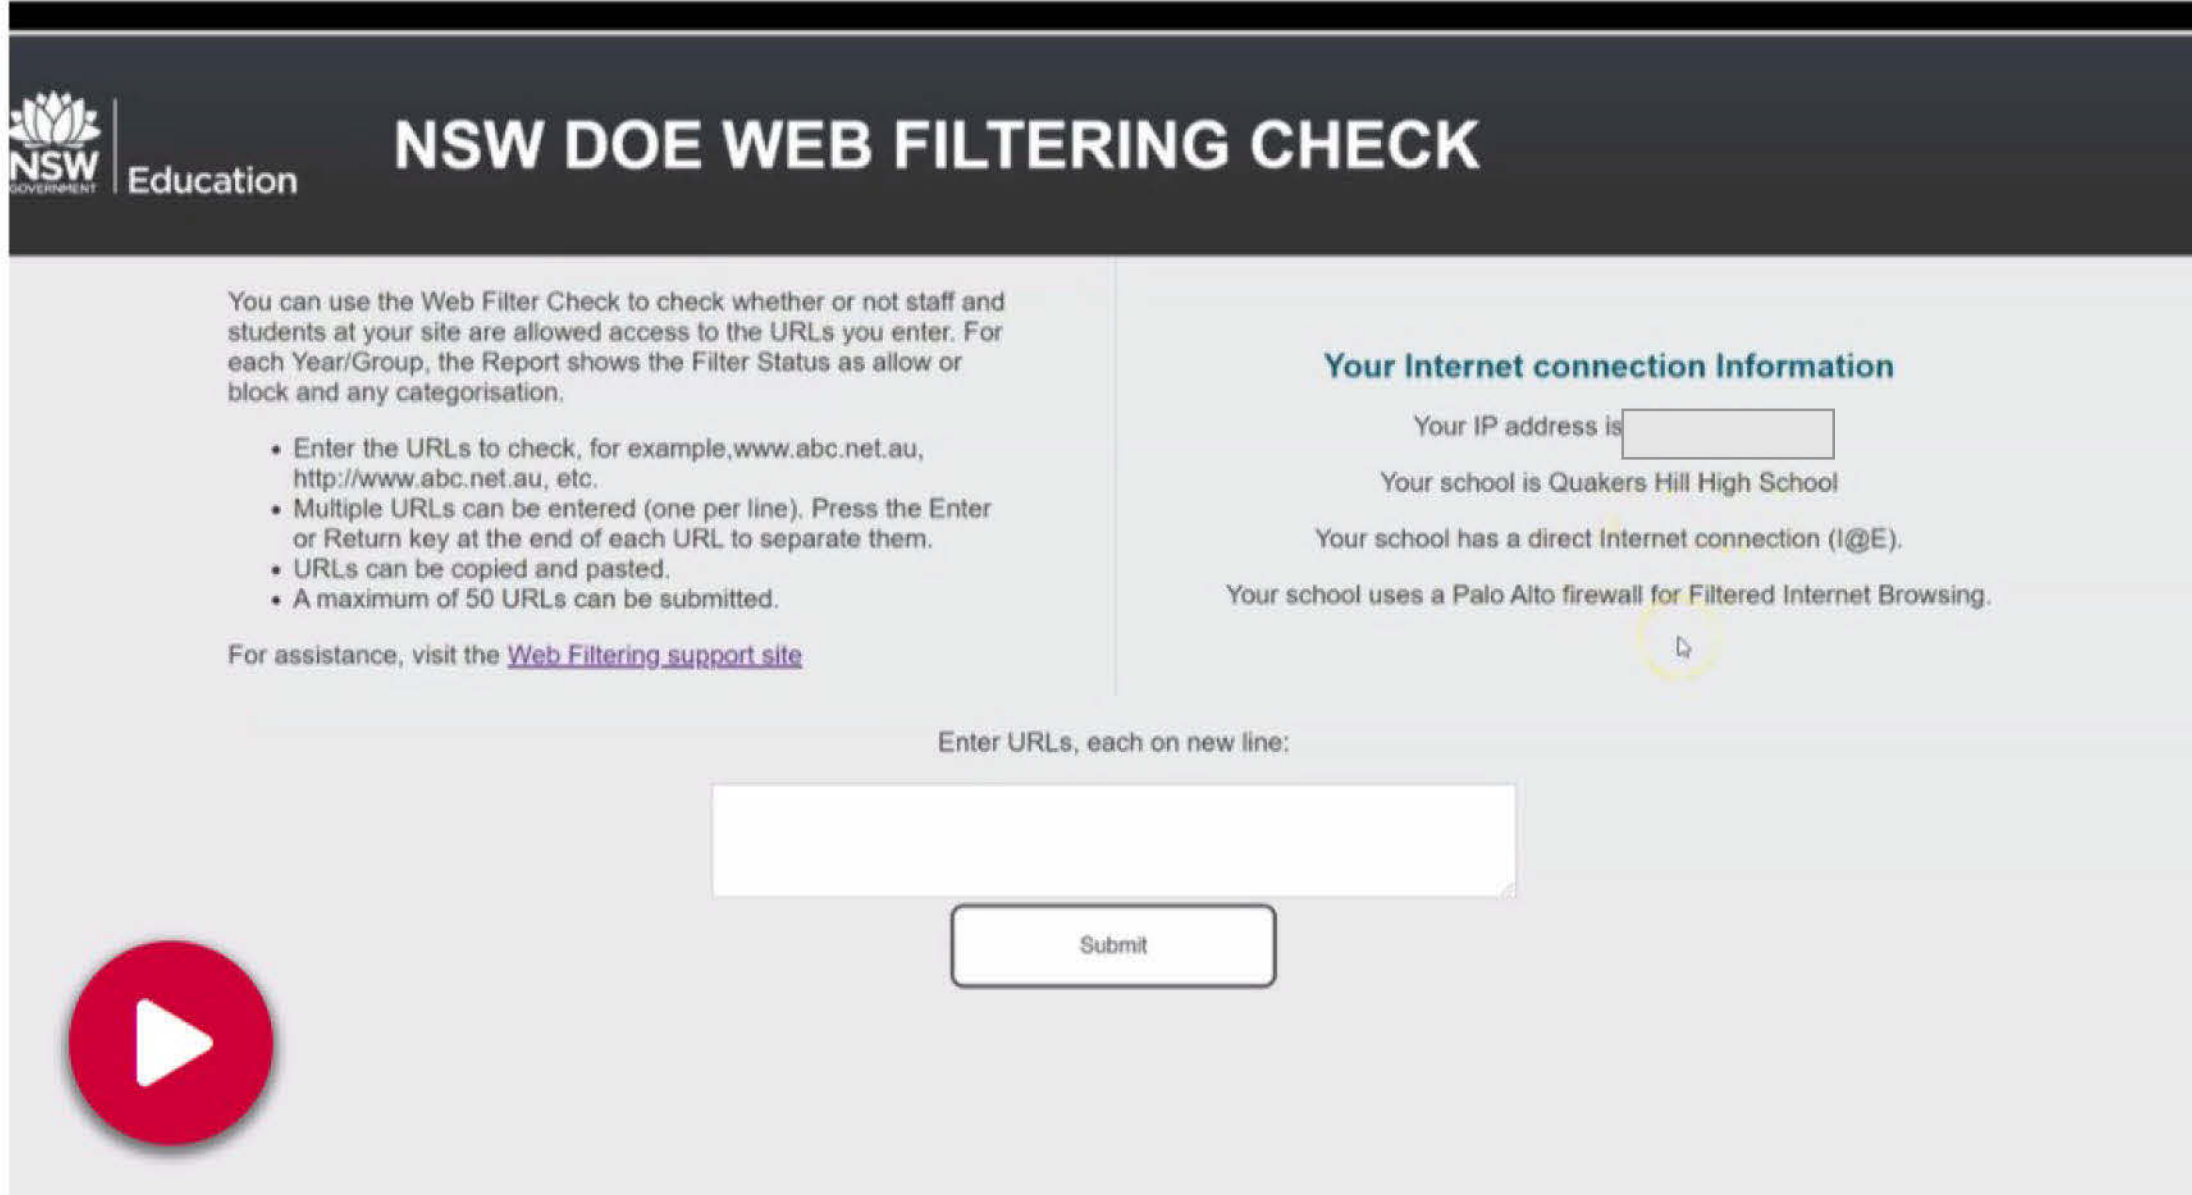 NSW
GOVERNMENT
Education
NSW DOE WEB FILTERING CHECK
You can use the Web Filter Check to check whether or not staff and
students at your site are allowed access to the URLs you enter. For
each Year/Group, the Report shows the Filter Status as allow or
block and any categorisation.
• Enter the URLs to check, for example,www.abc.net.au,
http://www.abc.net.au, etc.
• Multiple URLs can be entered (one per line). Press the Enter
or Return key at the end of each URL to separate them.
• URLs can be copied and pasted.
• A maximum of 50 URLs can be submitted.
For assistance, visit the Web Filtering support site
Your Internet connection Information
Your IP address is
Your school is Quakers Hill High School
Your school has a direct Internet connection (I@E).
Your school uses a Palo Alto firewall for Filtered Internet Browsing.
Enter URLs, each on new line:
Submit